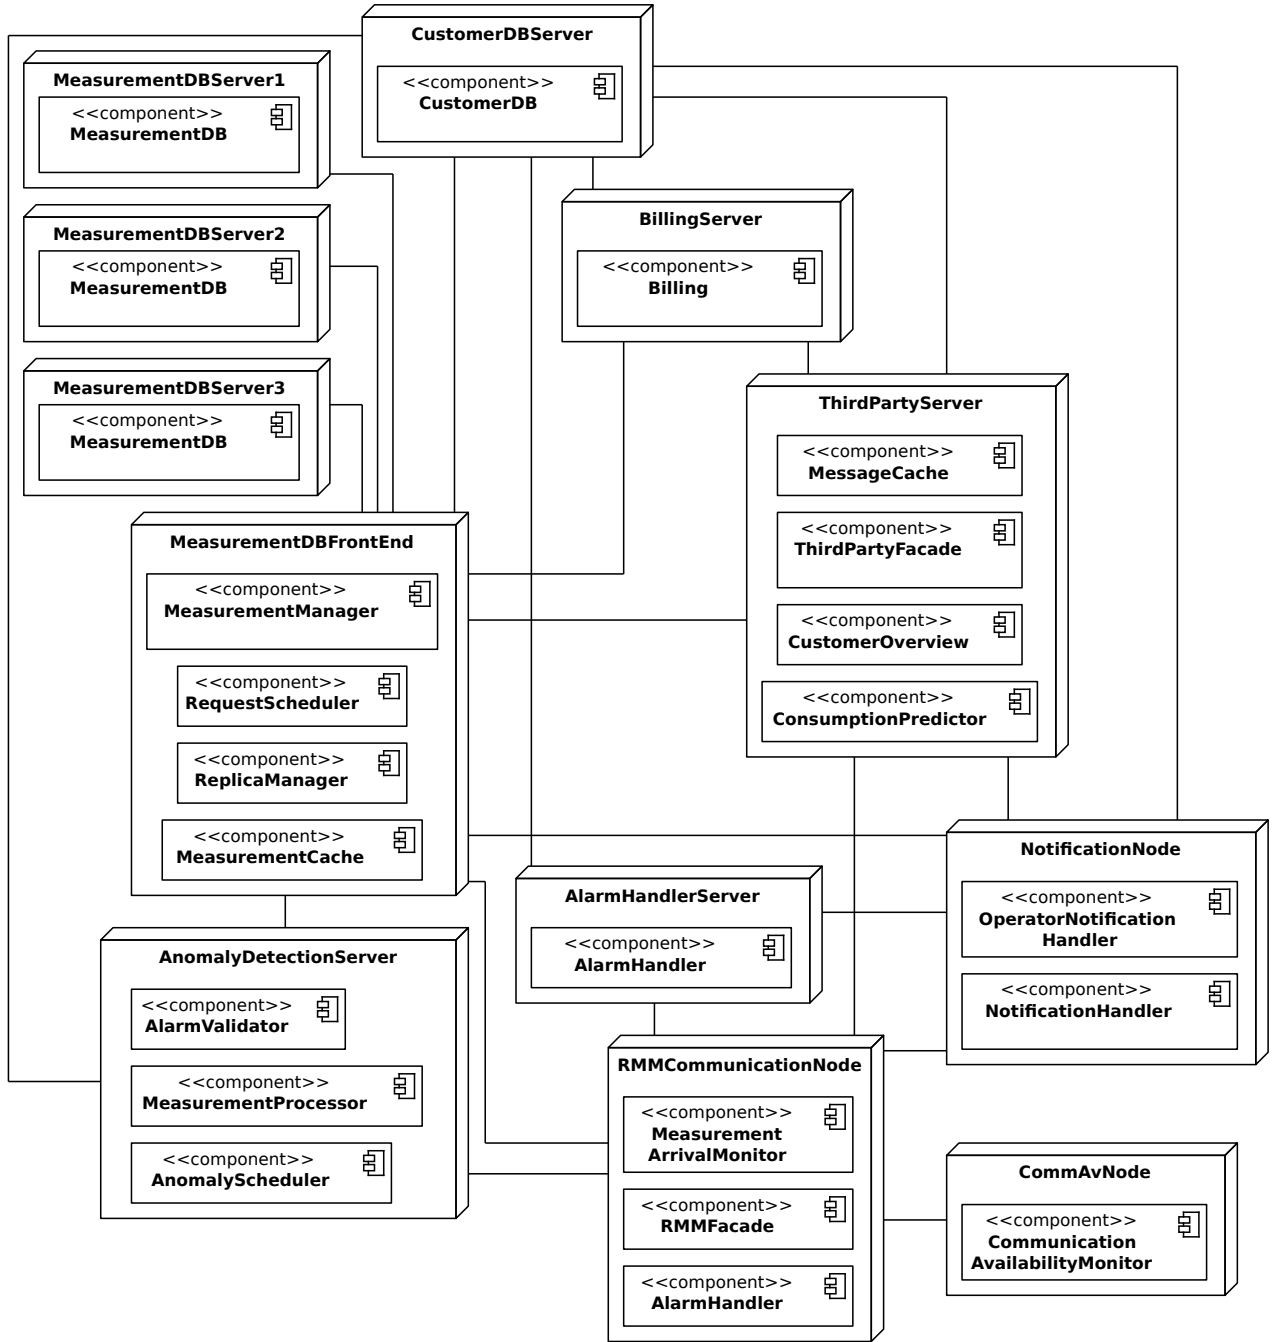 CustomerDBServer
<<component>>
CustomerDB
MeasurementDBServer1
<<component>>
MeasurementDB
MeasurementDBServer2
<<component>>
MeasurementDB
MeasurementDBServer3
<<component>>
MeasurementDB
BillingServer
<<component>>
Billing
ThirdPartyServer
<<component>>
MessageCache
<<component>>
ThirdPartyFacade
<<component>>
CustomerOverview
<<component>>
ConsumptionPredictor
MeasurementDBFrontEnd
<<component>>
MeasurementManager
<<component>>
RequestScheduler
<<component>>
ReplicaManager
<<component>>
MeasurementCache
NotificationNode
<<component>>
OperatorNotification
Handler
<<component>>
NotificationHandler
AlarmHandlerServer
<<component>>
AlarmHandler
AnomalyDetectionServer
<<component>>
AlarmValidator
<<component>>
MeasurementProcessor
<<component>>
AnomalyScheduler
RMMCommunicationNode
<<component>>
Measurement
ArrivalMonitor
<<component>>
RMMFacade
<<component>>
AlarmHandler
CommAvNode
<<component>>
Communication
AvailabilityMonitor